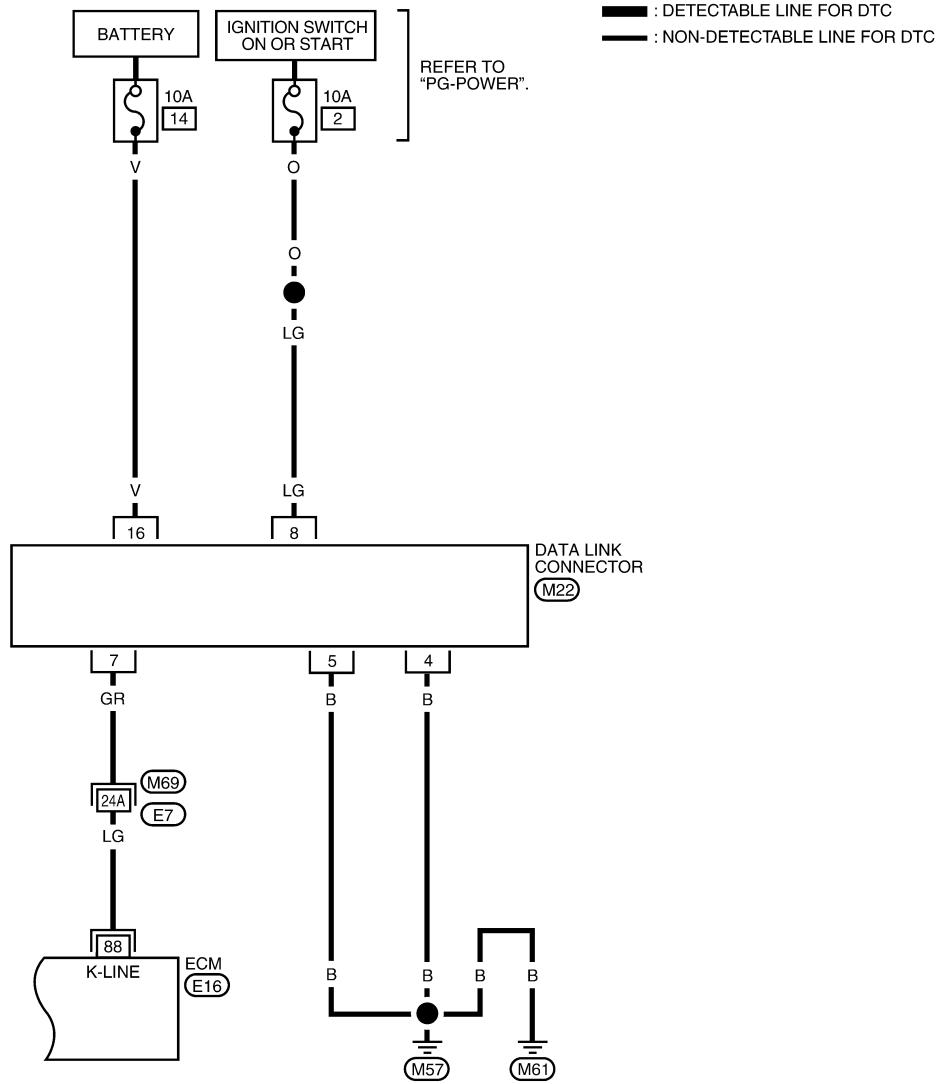 BATTERY
IGNITION SWITCH
ON OR START
: DETECTABLE LINE FOR DTC
: NON-DETECTABLE LINE FOR DTC
REFER TO
“PG-POWER”.
10A
14
10A
2
V
O
O
LG
V
LG
16
8
DATA LINK
CONNECTOR
M22
7
5
4
GR
B
B
M69
24A
E7
LG
88
K-LINE
ECM
E16
B
B
B
B
M57
M61